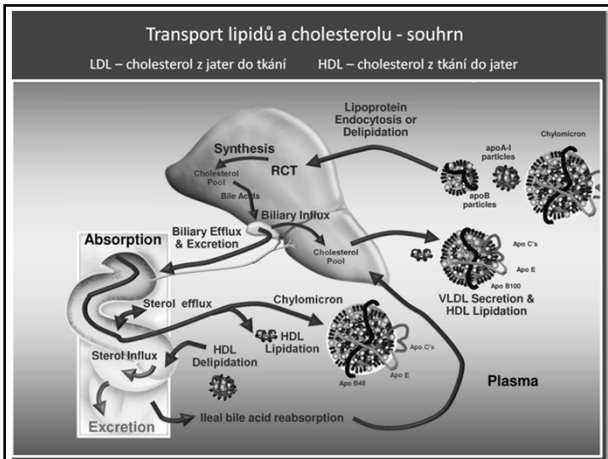 Transport lipidů a cholesterolu - souhrn
LDL – cholesterol z jater do tkání HDL – cholesterol z tkání do jater
Lipoprotein
Endocytosis or
Delipidation
apoA-I
particles
Chylomicron
Synthesis
RCT
Cholesterol
Pool
Bile Acids
apoB
particles
Biliary Influx
Biliary Efflux
& Excretion
Absorption
Cholesterol
Pool
Apo C's
Apo E
Apo B100
VLDL Secretion &
HDL Lipidation
Sterol efflux
Chylomicron
HDL
Lipidation
Sterol Influx
HDL
Delipidation
Apo C's
Apo E
Apo B48
Plasma
Ileal bile acid reabsorption
Excretion